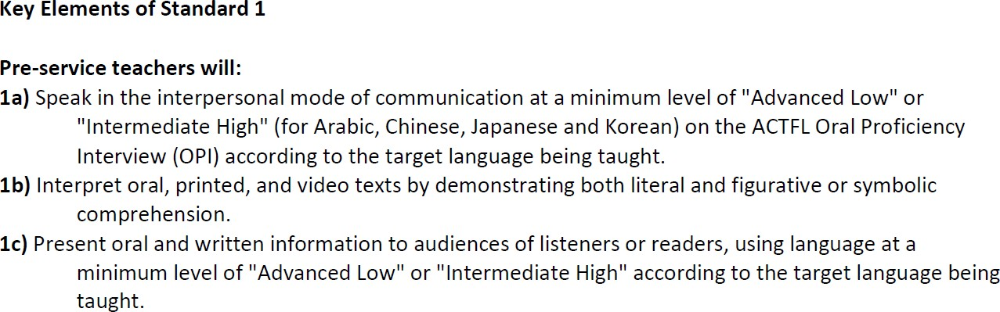 Key Elements of Standard 1
Pre-service teachers will:
1a) Speak in the interpersonal mode of communication at a minimum level of "Advanced Low" or
"Intermediate High" (for Arabic, Chinese, Japanese and Korean) on the ACTFL Oral Proficiency
Interview (OPI) according to the target language being taught.
1b) Interpret oral, printed, and video texts by demonstrating both literal and figurative or symbolic
comprehension.
1c) Present oral and written information to audiences of listeners or readers, using language at a
minimum level of "Advanced Low" or "Intermediate High" according to the target language being
taught.